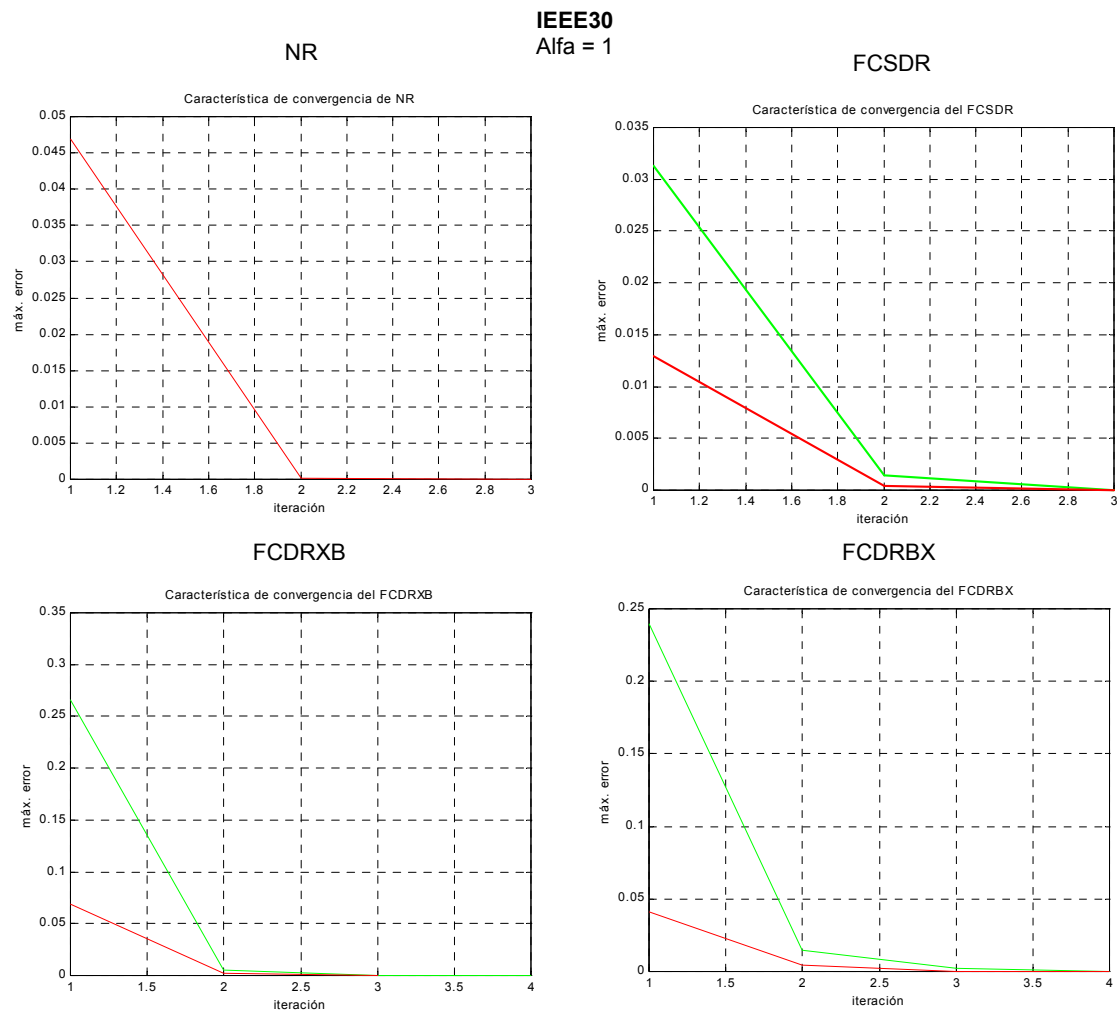 IEEE30
Alfa = 1
NR
FCSDR
Característica de convergencia de NR
0.05
0.045
0.04
0.035
0.03
0.025
0.02
0.015
0.01
0.005
0
máx. error
1 1.2 1.4 1.6 1.8 2 2.2 2.4 2.6 2.8 3
iteración
Característica de convergencia del FCSDR
0.035
0.03
0.025
0.02
0.015
0.01
0.005
0
máx. error
1 1.2 1.4 1.6 1.8 2 2.2 2.4 2.6 2.8 3
iteración
FCDRXB
FCDRBX
Característica de convergencia del FCDRXB
0.35
0.3
0.25
0.2
0.15
0.1
0.05
0
máx. error
1 1.5 2 2.5 3 3.5 4
iteración
Característica de convergencia del FCDRBX
0.25
0.2
0.15
0.1
0.05
0
máx. error
1 1.5 2 2.5 3 3.5 4
iteración